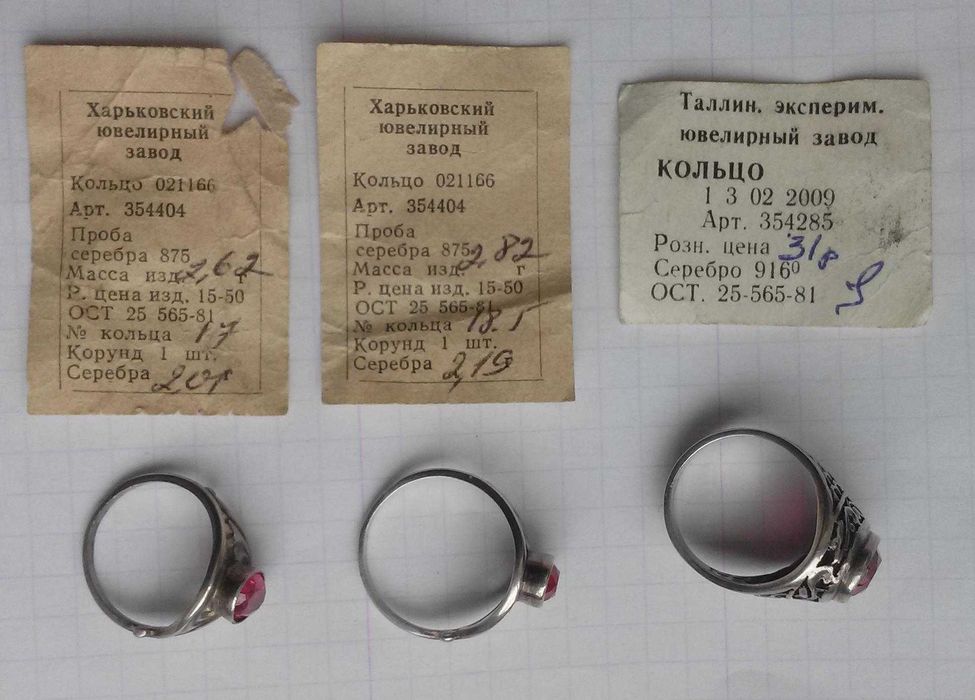 Харьковский
ювелирный
завод
Кольцо 021166
Арт. 354404
Проба
серебра 875
Масса изд. 2,62 г
Р. цена изд. 15-50
ОСТ 25 565-81
№ кольца 17
Корунд 1 шт.
Серебра
Харьковский
ювелирный
завод
Кольцо 021166
Арт. 354404
Проба
серебра 875
Масса изд. 2,82 г
Р. цена изд. 15-50
ОСТ 25 565-81
№ кольца 18.5
Корунд 1 шт.
Серебра 2,19
Таллин. эксперим.
ювелирный завод
КОЛЬЦО
1 3 02 2009
Арт. 354285
Розн. цена 31р
Серебро 916⁰
ОСТ. 25-565-81